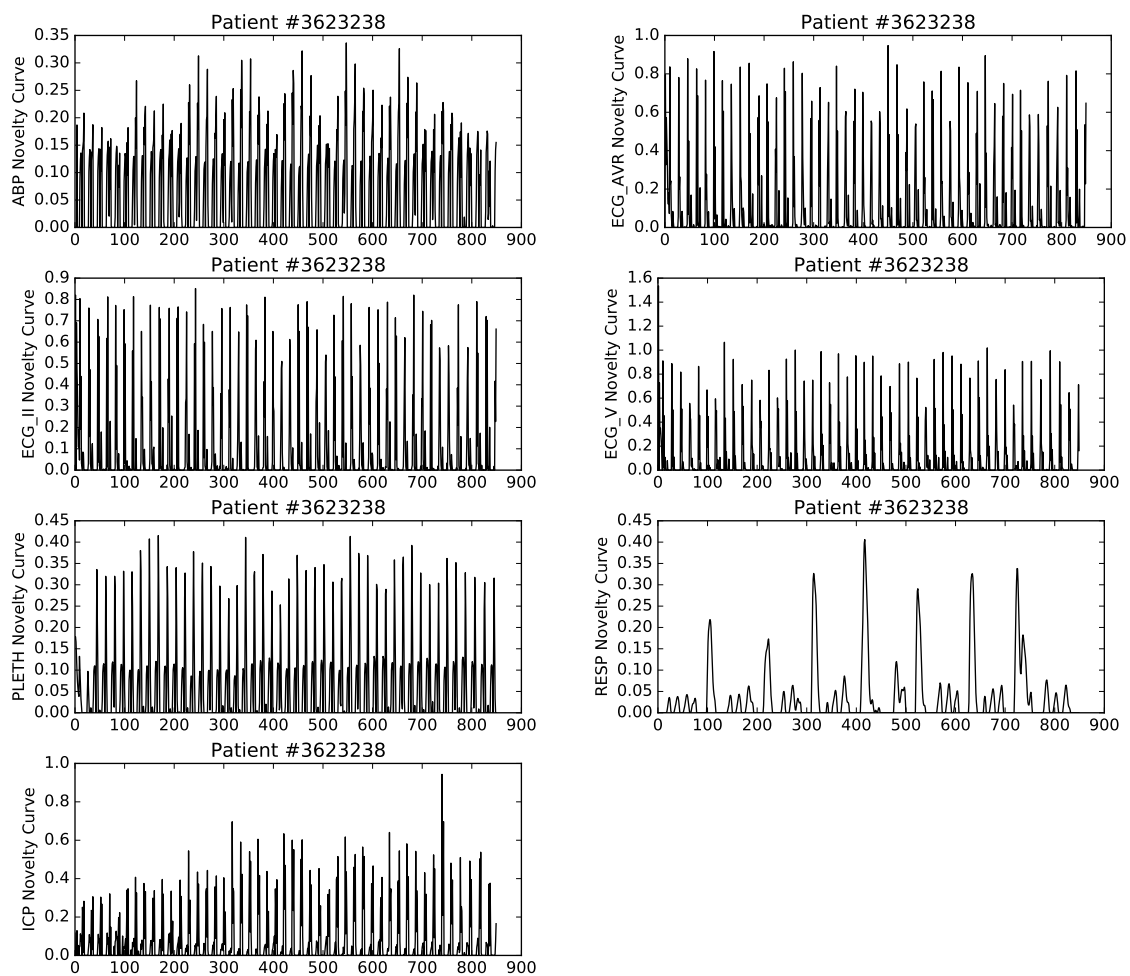 Patient #3623238
ABP Novelty Curve
0.35
0.30
0.25
0.20
0.15
0.10
0.05
0.00
0 100 200 300 400 500 600 700 800 900
Patient #3623238
ECG_AVR Novelty Curve
1.0
0.8
0.6
0.4
0.2
0.0
0 100 200 300 400 500 600 700 800 900
Patient #3623238
ECG_II Novelty Curve
0.9
0.8
0.7
0.6
0.5
0.4
0.3
0.2
0.1
0.0
0 100 200 300 400 500 600 700 800 900
Patient #3623238
ECG_V Novelty Curve
1.6
1.4
1.2
1.0
0.8
0.6
0.4
0.2
0.0
0 100 200 300 400 500 600 700 800 900
Patient #3623238
PLETH Novelty Curve
0.45
0.40
0.35
0.30
0.25
0.20
0.15
0.10
0.05
0.00
0 100 200 300 400 500 600 700 800 900
Patient #3623238
RESP Novelty Curve
0.45
0.40
0.35
0.30
0.25
0.20
0.15
0.10
0.05
0.00
0 100 200 300 400 500 600 700 800 900
Patient #3623238
ICP Novelty Curve
1.0
0.8
0.6
0.4
0.2
0.0
0 100 200 300 400 500 600 700 800 900